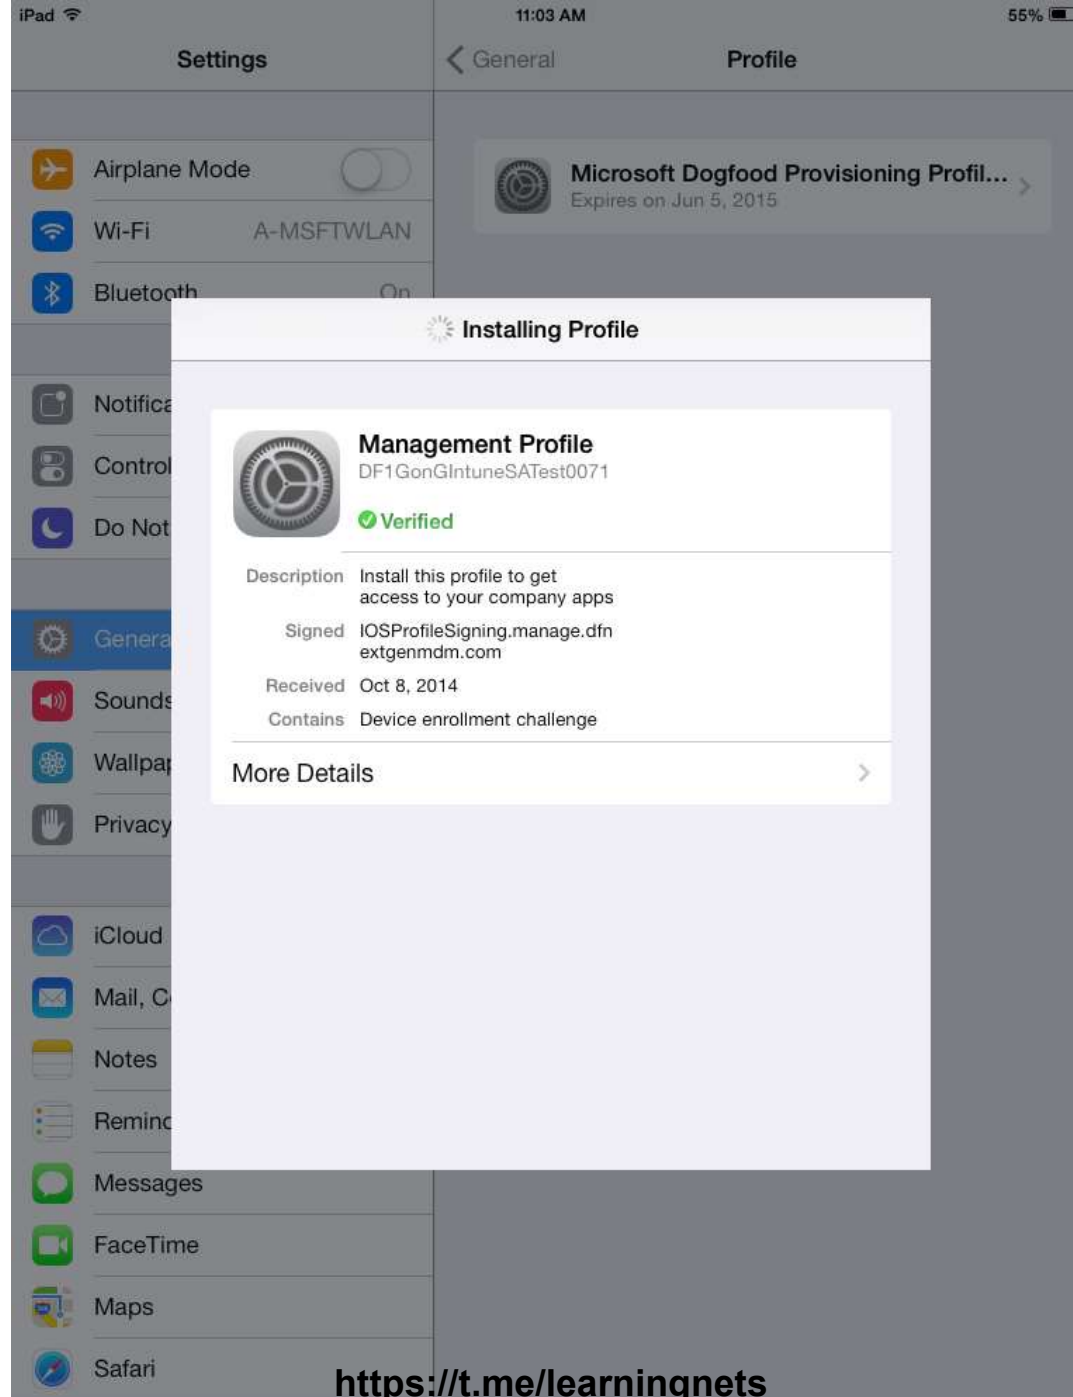 iPad
11:03 AM
55%
Settings
General
Profile
Airplane Mode
Wi-Fi
A-MSFTWLAN
Bluetooth
On
Microsoft Dogfood Provisioning Profil...
Expires on Jun 5, 2015
Installing Profile
Notifica
Control
Do Not
Genera
Sounds
Wallpap
Privacy
Management Profile
DF1GonGIntuneSATest0071
Verified
Description Install this profile to get
access to your company apps
Signed IOSProfileSigning.manage.dfn
extgenmdm.com
Received Oct 8, 2014
Contains Device enrollment challenge
More Details
iCloud
Mail, C
Notes
Remind
Messages
FaceTime
Maps
Safari
https://t.me/learningnets